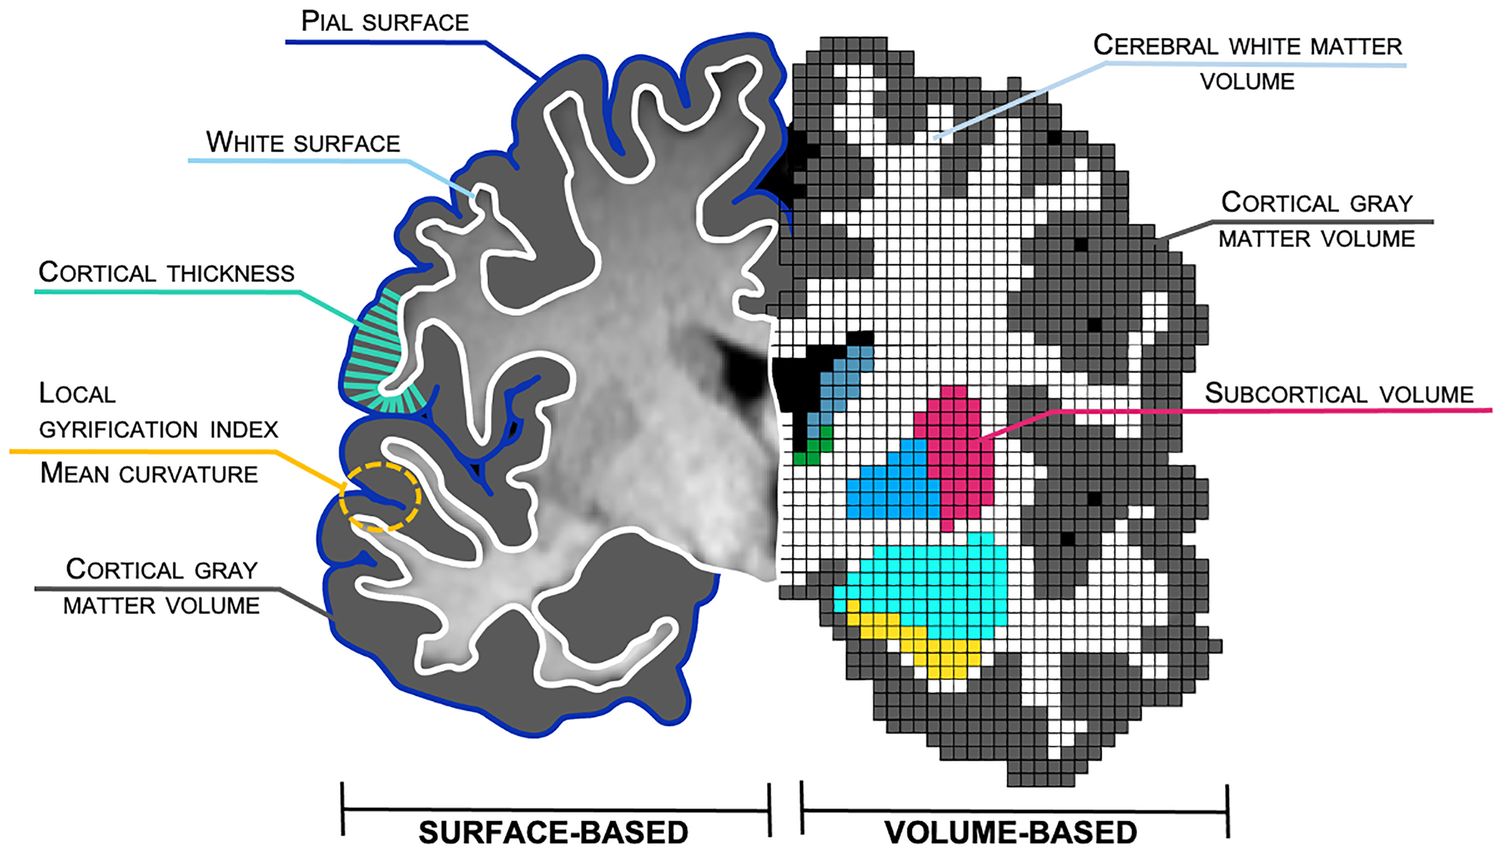 PIAL SURFACE
WHITE SURFACE
CORTICAL THICKNESS
LOCAL
GYRIFICATION INDEX
MEAN CURVATURE
CORTICAL GRAY
MATTER VOLUME
CEREBRAL WHITE MATTER
VOLUME
CORTICAL GRAY
MATTER VOLUME
SUBCORTICAL VOLUME
SURFACE-BASED
VOLUME-BASED